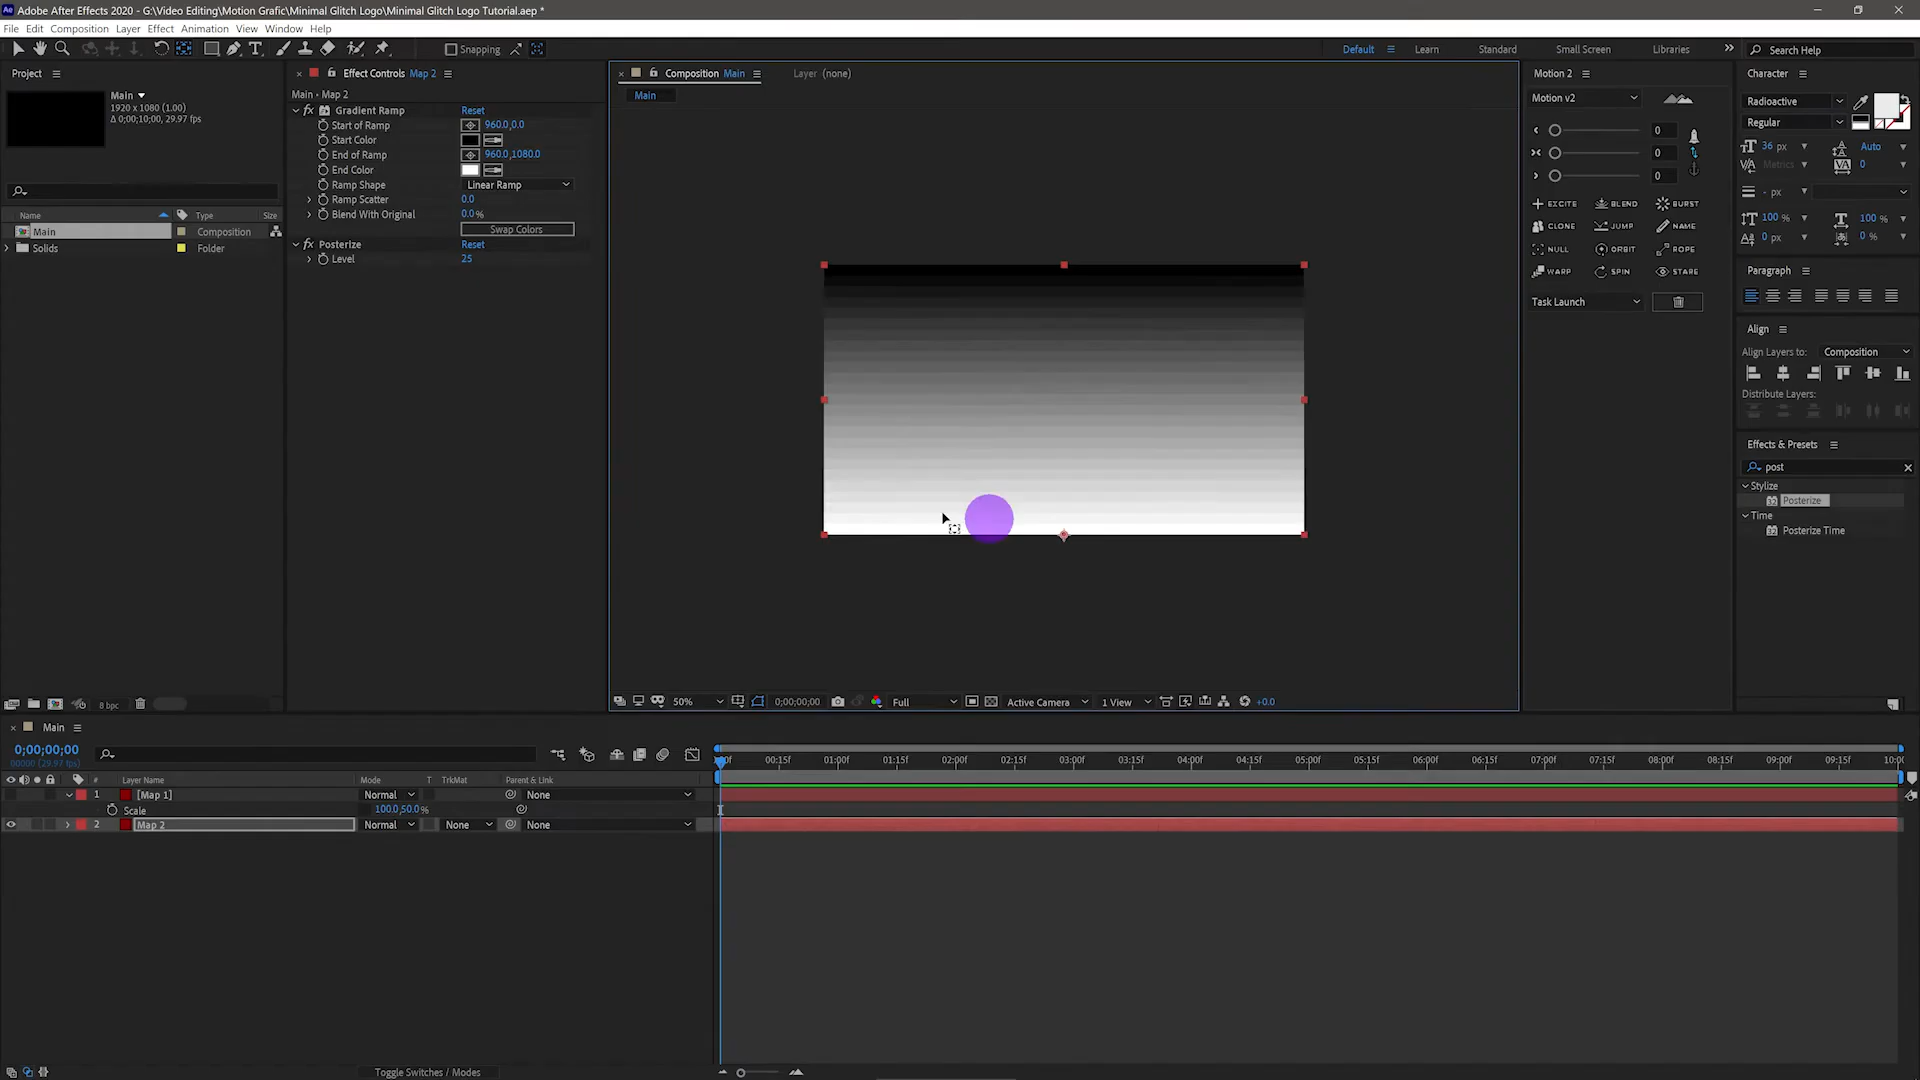 Adobe After Effects 2020 - G:\Video Editing\Motion Grafic\Minimal Glitch Logo\Minimal Glitch Logo Tutorial.aep *
File Edit Composition Layer Effect Animation View Window Help
Snapping
Default Learn Standard Small Screen Libraries Search Help
Project
Main
1920 x 1080 (1.00)
Δ 0;00;10;00, 29.97 fps
Name Type Size
Main Composition
Solids Folder
8 bpc
Effect Controls Map 2
Main • Map 2
fx Gradient Ramp Reset
Start of Ramp 960.0,0.0
Start Color
End of Ramp 960.0,1080.0
End Color
Ramp Shape Linear Ramp
Ramp Scatter 0.0
Blend With Original 0.0 %
Swap Colors
fx Posterize Reset
Level 25
Composition Main Layer (none)
Main
50% 0;00;00;00 Full Active Camera 1 View +0.0
Motion 2
Motion v2
0
0
0
EXCITE BLEND BURST
CLONE JUMP NAME
NULL ORBIT ROPE
WARP SPIN STARE
Task Launch
Character
Radioactive
Regular
36 px Auto
Metrics 0
- px
100 % 100 %
0 px 0 %
Paragraph
Align
Align Layers to: Composition
Distribute Layers:
Effects & Presets
post
Stylize
Posterize
Time
Posterize Time
Main
0;00;00;00
00000 (29.97 fps)
# Layer Name Mode T TrkMat Parent & Link
1 [Map 1] Normal None
Scale 100.0,50.0 %
2 Map 2 Normal None None
00:15f 01:00f 01:15f 02:00f 02:15f 03:00f 03:15f 04:00f 04:15f 05:00f 05:15f 06:00f 06:15f 07:00f 07:15f 08:00f 08:15f 09:00f 09:15f 10:00
Toggle Switches / Modes